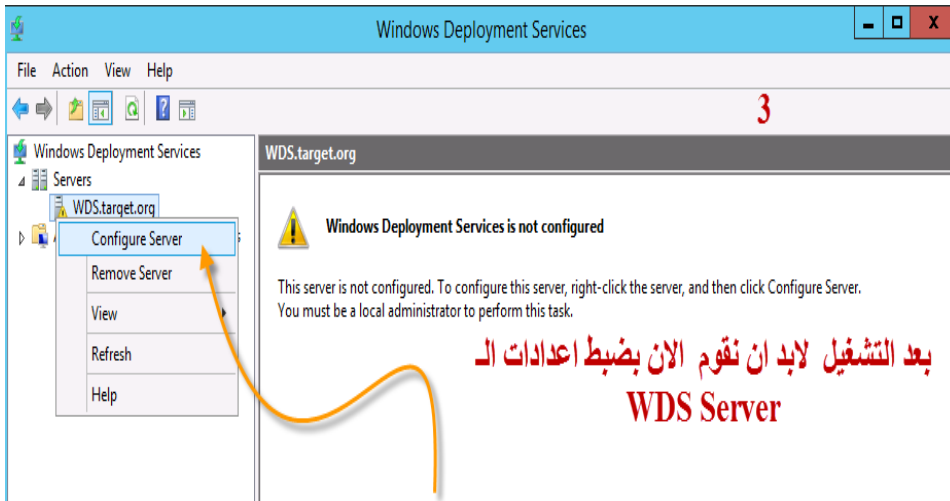 Windows Deployment Services
File Action View Help
3
Windows Deployment Services
Servers
WDS.target.org
Configure Server
Remove Server
View
Refresh
Help
WDS.target.org
Windows Deployment Services is not configured
This server is not configured. To configure this server, right-click the server, and then click Configure Server.
You must be a local administrator to perform this task.
بعد التشغيل لابد ان نقوم الان بضبط اعدادات الـ
WDS Server